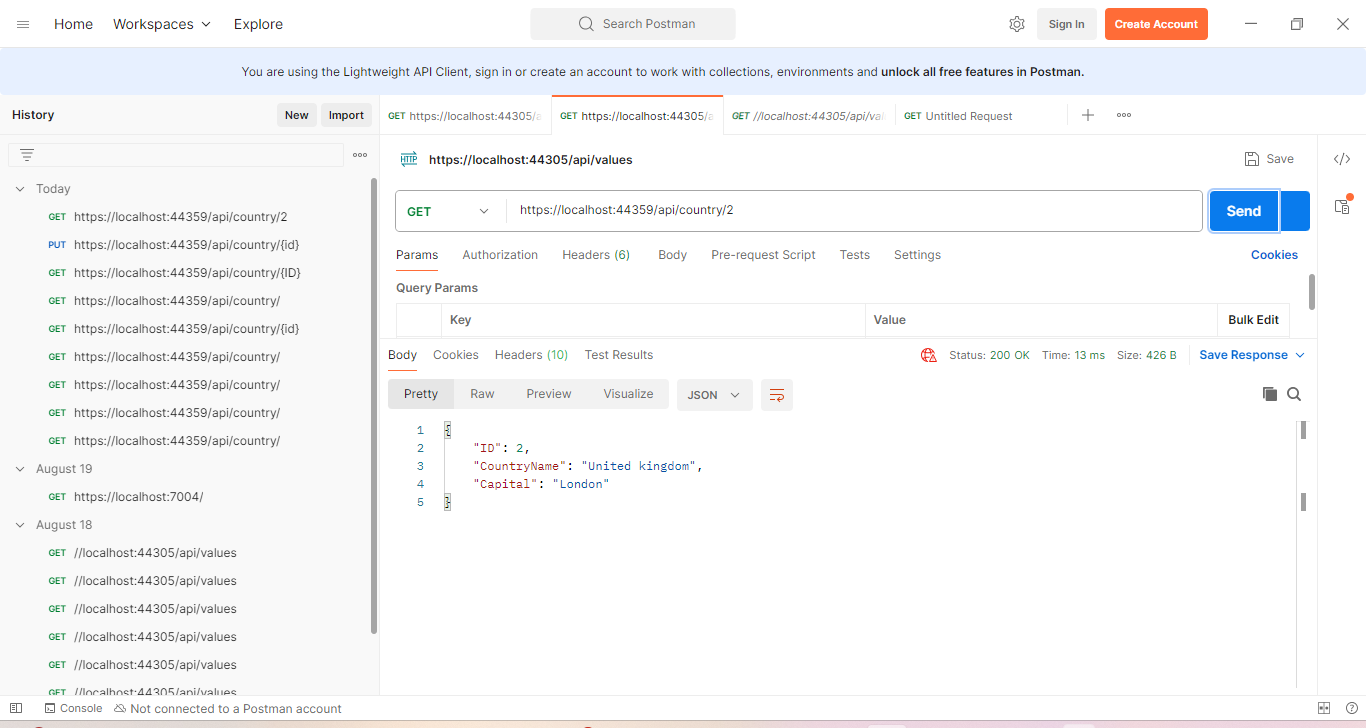 Home Workspaces Explore Search Postman Sign In Create Account
You are using the Lightweight API Client, sign in or create an account to work with collections, environments and unlock all free features in Postman.
History New Import
GET https://localhost:44305/a GET https://localhost:44305/a GET //localhost:44305/api/val GET Untitled Request
HTTP https://localhost:44305/api/values Save
Today
GET https://localhost:44359/api/country/2
PUT https://localhost:44359/api/country/{id}
GET https://localhost:44359/api/country/{ID}
GET https://localhost:44359/api/country/
GET https://localhost:44359/api/country/{id}
GET https://localhost:44359/api/country/
GET https://localhost:44359/api/country/
GET https://localhost:44359/api/country/
GET https://localhost:44359/api/country/
August 19
GET https://localhost:7004/
August 18
GET //localhost:44305/api/values
GET //localhost:44305/api/values
GET //localhost:44305/api/values
GET //localhost:44305/api/values
GET //localhost:44305/api/values
GET //localhost:44305/api/values
GET https://localhost:44359/api/country/2 Send
Params Authorization Headers (6) Body Pre-request Script Tests Settings Cookies
Query Params
Key Value Bulk Edit
Body Cookies Headers (10) Test Results Status: 200 OK Time: 13 ms Size: 426 B Save Response
Pretty Raw Preview Visualize JSON
1 {
2 "ID": 2,
3 "CountryName": "United kingdom",
4 "Capital": "London"
5 }
Console Not connected to a Postman account